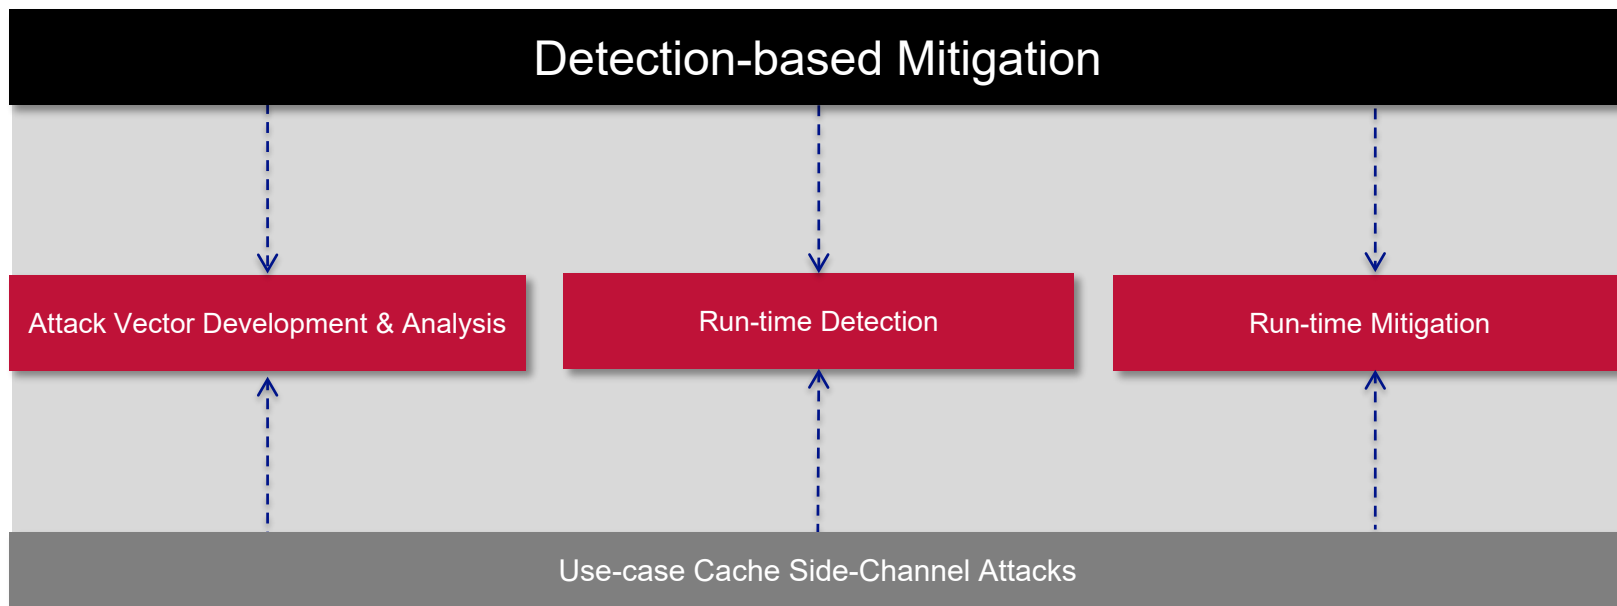 Detection-based Mitigation
Attack Vector Development & Analysis
Run-time Detection
Run-time Mitigation
Use-case Cache Side-Channel Attacks